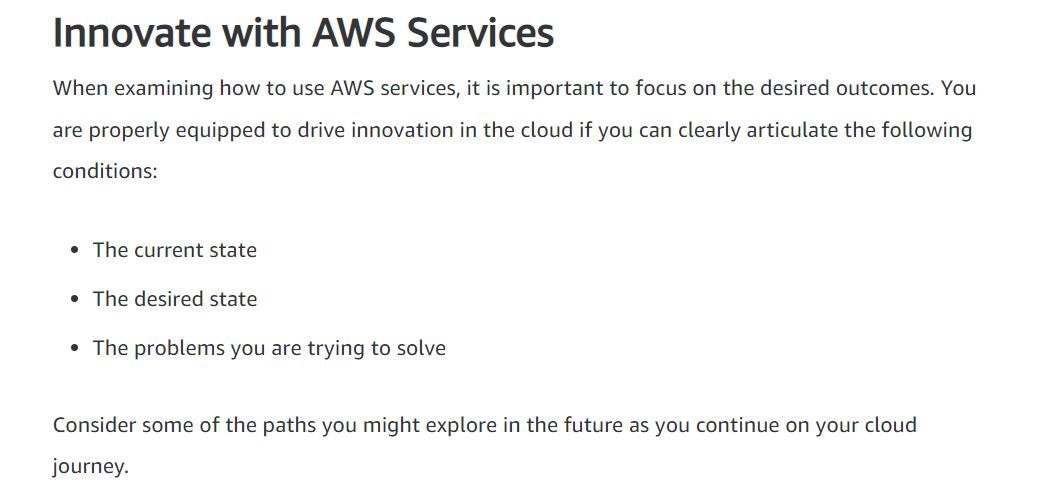 Innovate with AWS Services
When examining how to use AWS services, it is important to focus on the desired outcomes. You
are properly equipped to drive innovation in the cloud if you can clearly articulate the following
conditions:
• The current state
• The desired state
• The problems you are trying to solve
Consider some of the paths you might explore in the future as you continue on your cloud
journey.